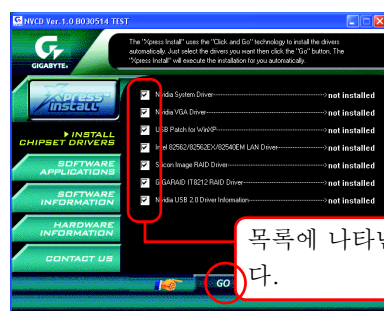 NVCD Ver.1.0 B030514 TEST
The "Xpress Install" uses the "Click and Go" technology to install the drivers
automatically. Just select the drivers you want then click the "Go" button. The
"Xpress Install" will execute the installation for you automatically.
GIGABYTE
Xpress
Install
INSTALL
CHIPSET DRIVERS
SOFTWARE
APPLICATIONS
SOFTWARE
INFORMATION
HARDWARE
INFORMATION
CONTACT US
Nvidia System Driver not installed
Nvidia VGA Driver not installed
USB Patch for WinXP not installed
Intel 82562/82562EX/82540EM LAN Driver not installed
Silicon Image RAID Driver not installed
GIGARAID IT8212 RAID Driver not installed
Nvidia USB 2.0 Driver Information not installed
목록에
다.
GO